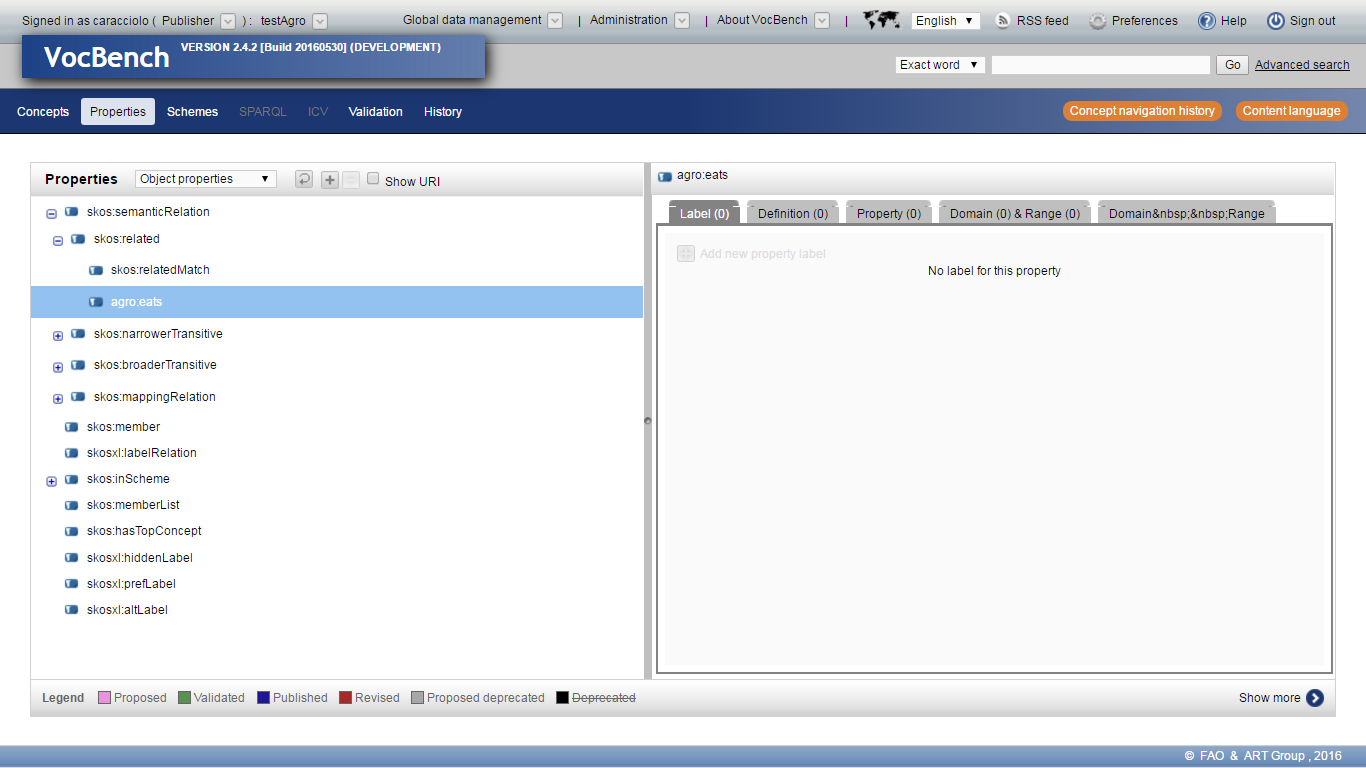 Signed in as caracciolo ( Publisher ) : testAgro Global data management | Administration | About VocBench | English ▼ RSS feed Preferences Help Sign out
VocBench VERSION 2.4.2 [Build 20160530] (DEVELOPMENT)
Exact word ▼ Go Advanced search
Concepts Properties Schemes SPARQL ICV Validation History Concept navigation history Content language
Properties Object properties ▼ Show URI
skos:semanticRelation
skos:related
skos:relatedMatch
agro:eats
skos:narrowerTransitive
skos:broaderTransitive
skos:mappingRelation
skos:member
skosxl:labelRelation
skos:inScheme
skos:memberList
skos:hasTopConcept
skosxl:hiddenLabel
skosxl:prefLabel
skosxl:altLabel
agro:eats
Label (0) Definition (0) Property (0) Domain (0) & Range (0) Domain&nbsp;&nbsp;Range
Add new property label
No label for this property
Legend Proposed Validated Published Revised Proposed deprecated Deprecated Show more
© FAO & ART Group , 2016